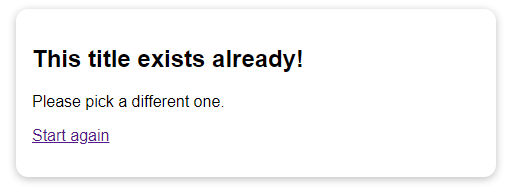 This title exists already!
Please pick a different one.
Start again